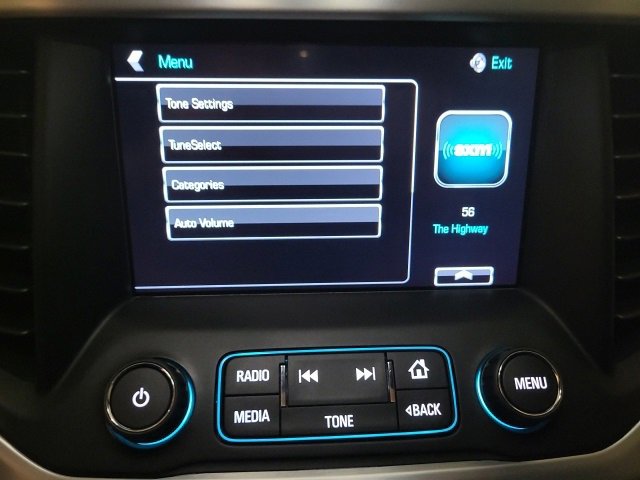 Menu
Exit
Tone Settings
TuneSelect
Categories
Auto Volume
sxm
56
The Highway
RADIO
MEDIA
TONE
BACK
MENU